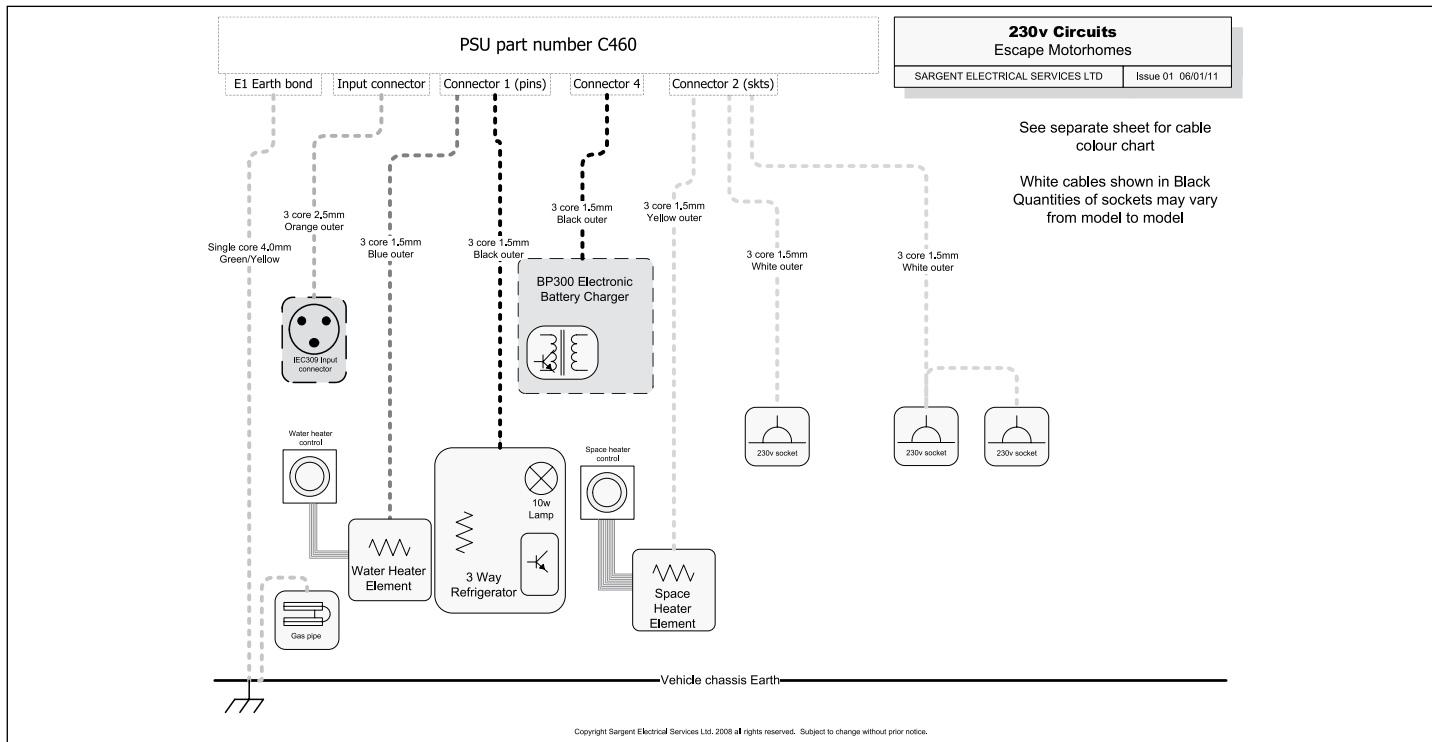 PSU part number C460
E1 Earth bond
Input connector
Connector 1 (pins)
Connector 4
Connector 2 (skts)
230v Circuits
Escape Motorhomes
SARGENT ELECTRICAL SERVICES LTD
Issue 01 06/01/11
See separate sheet for cable
colour chart
White cables shown in Black
Quantities of sockets may vary
from model to model
3 core 2.5mm
Orange outer
Single core 4.0mm
Green/Yellow
3 core 1.5mm
Blue outer
3 core 1.5mm
Black outer
3 core 1.5mm
Black outer
3 core 1.5mm
Yellow outer
3 core 1.5mm
White outer
3 core 1.5mm
White outer
BP300 Electronic
Battery Charger
IEC309 Input
connector
Water heater
control
Space heater
control
230v socket
230v socket
230v socket
10w
Lamp
Water Heater
Element
3 Way
Refrigerator
Space
Heater
Element
Gas pipe
Vehicle chassis Earth
Copyright Sargent Electrical Services Ltd. 2008 all rights reserved. Subject to change without prior notice.